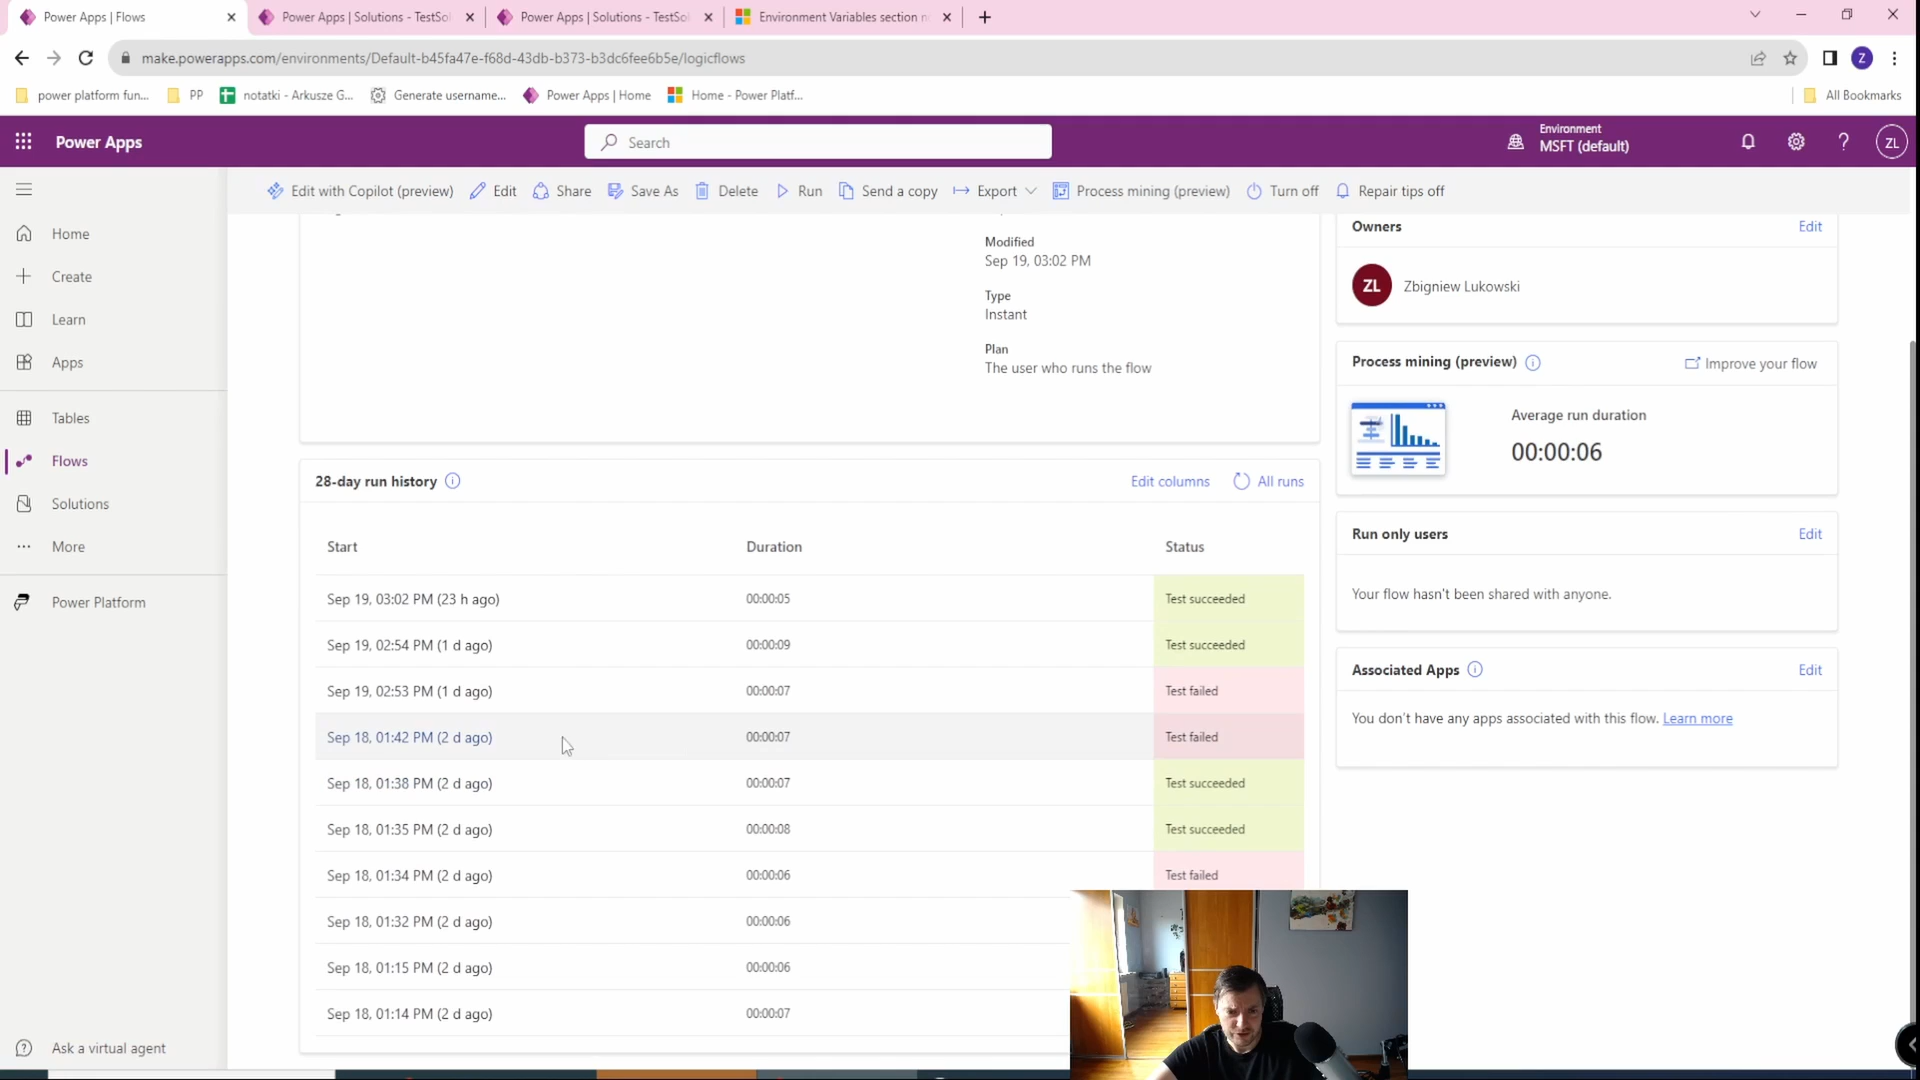 Power Apps | Flows
Power Apps | Solutions - TestSol
Power Apps | Solutions - TestSol
Environment Variables section n
make.powerapps.com/environments/Default-b45fa47e-f68d-43db-b373-b3dc6fee6b5e/logicflows
Z
power platform fun...
PP
notatki - Arkusze G...
Generate username...
Power Apps | Home
Home - Power Platf...
All Bookmarks
Power Apps
Search
Environment
MSFT (default)
ZL
Edit with Copilot (preview)
Edit
Share
Save As
Delete
Run
Send a copy
Export
Process mining (preview)
Turn off
Repair tips off
Home
Create
Learn
Apps
Tables
Flows
Solutions
More
Power Platform
Ask a virtual agent
Modified
Sep 19, 03:02 PM
Type
Instant
Plan
The user who runs the flow
28-day run history
Edit columns
All runs
Start
Duration
Status
Sep 19, 03:02 PM (23 h ago)
00:00:05
Test succeeded
Sep 19, 02:54 PM (1 d ago)
00:00:09
Test succeeded
Sep 19, 02:53 PM (1 d ago)
00:00:07
Test failed
Sep 18, 01:42 PM (2 d ago)
00:00:07
Test failed
Sep 18, 01:38 PM (2 d ago)
00:00:07
Test succeeded
Sep 18, 01:35 PM (2 d ago)
00:00:08
Test succeeded
Sep 18, 01:34 PM (2 d ago)
00:00:06
Test failed
Sep 18, 01:32 PM (2 d ago)
00:00:06
Sep 18, 01:15 PM (2 d ago)
00:00:06
Sep 18, 01:14 PM (2 d ago)
00:00:07
Owners
Edit
ZL
Zbigniew Lukowski
Process mining (preview)
Improve your flow
Average run duration
00:00:06
Run only users
Edit
Your flow hasn't been shared with anyone.
Associated Apps
Edit
You don't have any apps associated with this flow. Learn more